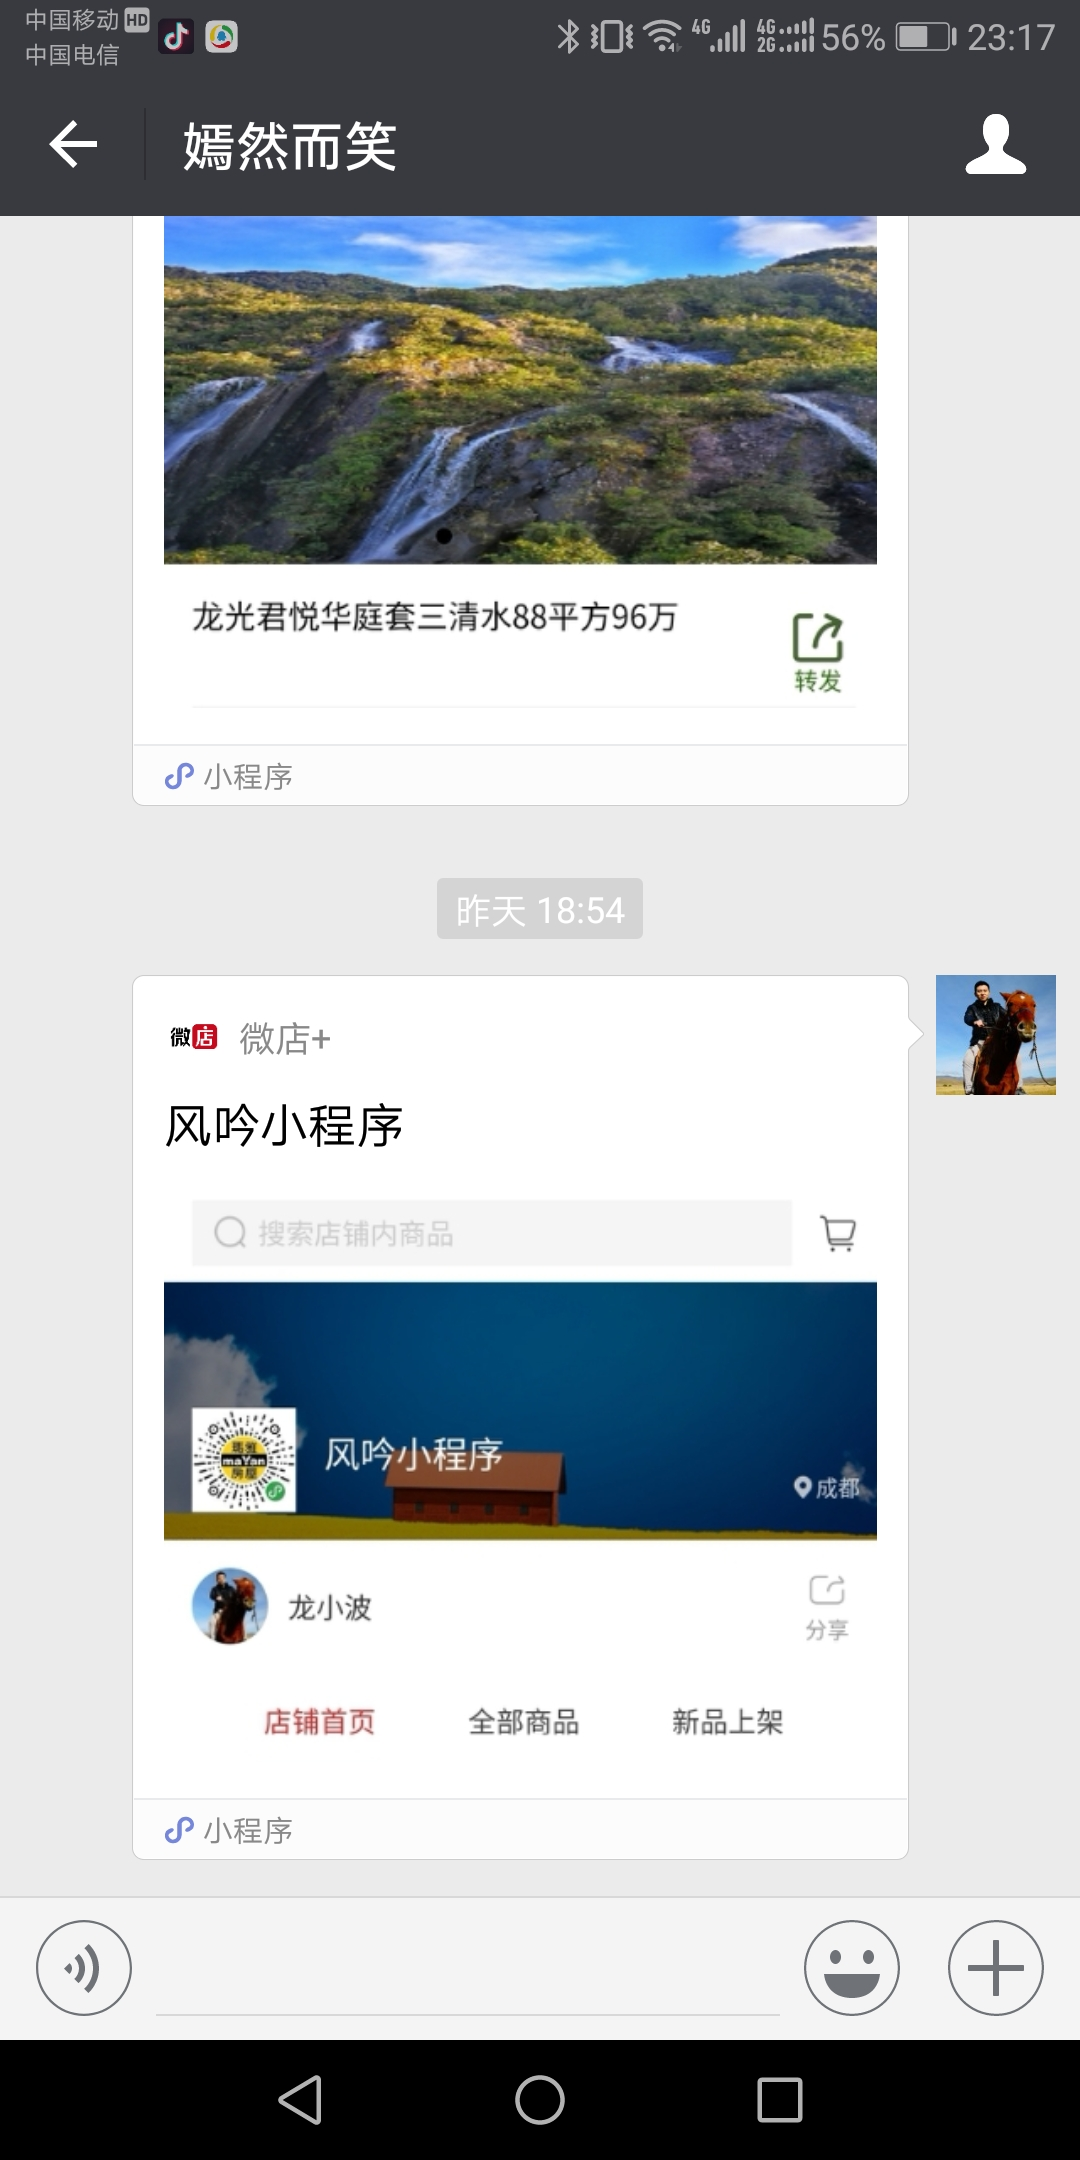 中国移动 HD
中国电信
4G
4G
2G
56%
23:17
嫣然而笑
龙光君悦华庭套三清水88平方96万
转发
小程序
昨天 18:54
微店 微店+
风吟小程序
搜索店铺内商品
maYan
风吟小程序
成都
龙小波
分享
店铺首页 全部商品 新品上架
小程序